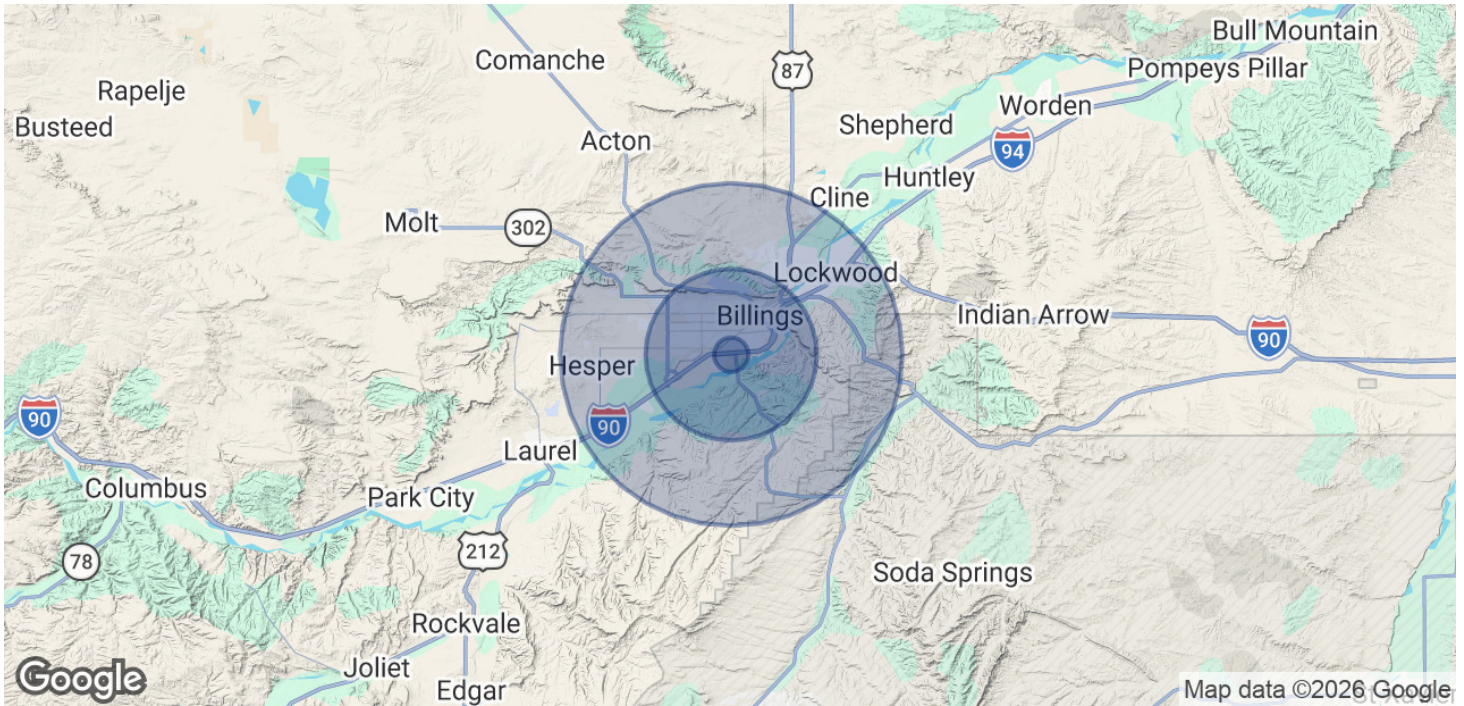 Bull Mountain
Comanche
Pompeys Pillar
87
Rapelje
Worden
Busteed
Shepherd
Acton
94
Huntley
Cline
Molt
302
Lockwood
Billings
Indian Arrow
90
Hesper
90
90
Laurel
Columbus
Park City
212
78
Soda Springs
Rockvale
Joliet
Edgar
Google
Map data ©2026 Google